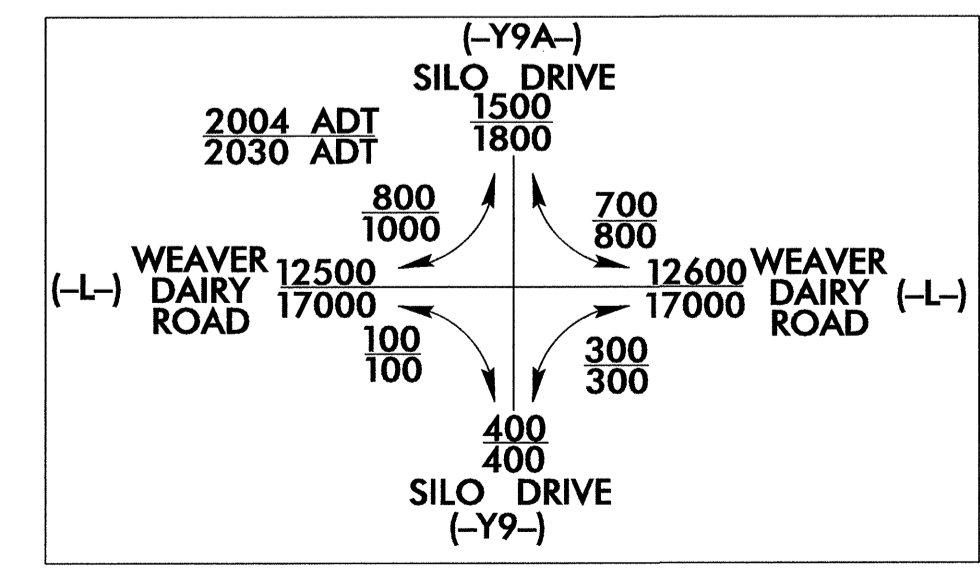 (–Y9A–)
SILO DRIVE
1500
1800
2004 ADT
2030 ADT
800
1000
700
800
(–L–)
WEAVER
DAIRY
ROAD
12500
17000
12600
17000
WEAVER
DAIRY
ROAD
(–L–)
100
100
300
300
400
400
SILO DRIVE
(–Y9–)